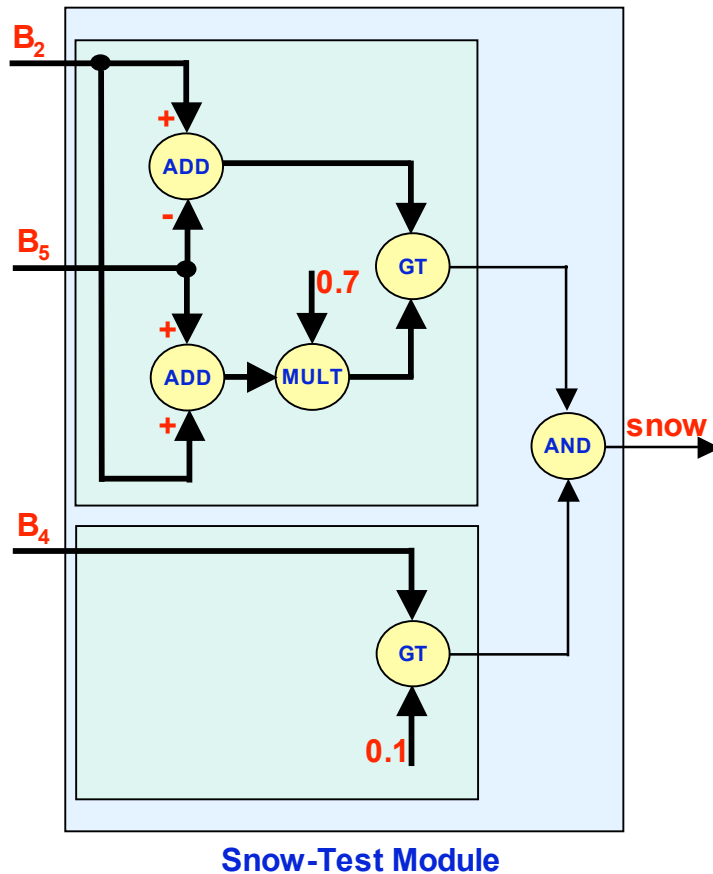 B2
+
ADD
-
B5
GT
0.7
+
ADD
MULT
+
snow
AND
B4
GT
0.1
Snow-Test Module